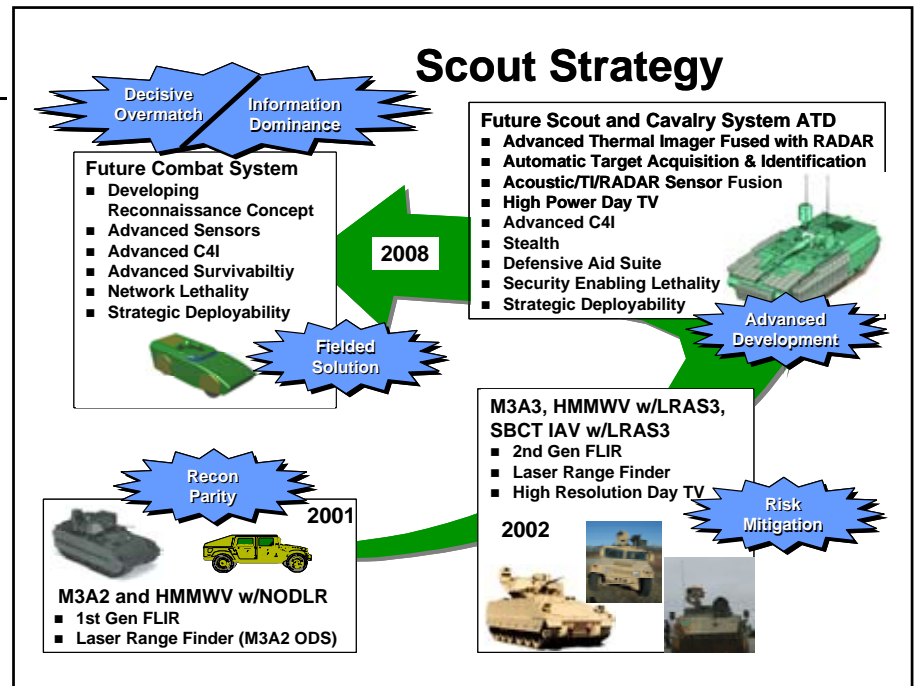 Scout Strategy
Decisive
Overmatch
Information
Dominance
Future Combat System
■ Developing
Reconnaissance Concept
■ Advanced Sensors
■ Advanced C4I
■ Advanced Survivabiltiy
■ Network Lethality
■ Strategic Deployability
Fielded
Solution
2008
Future Scout and Cavalry System ATD
■ Advanced Thermal Imager Fused with RADAR
■ Automatic Target Acquisition & Identification
■ Acoustic/TI/RADAR Sensor Fusion
■ High Power Day TV
■ Advanced C4I
■ Stealth
■ Defensive Aid Suite
■ Security Enabling Lethality
■ Strategic Deployability
Advanced
Development
Recon
Parity
2001
M3A2 and HMMWV w/NODLR
■ 1st Gen FLIR
■ Laser Range Finder (M3A2 ODS)
M3A3, HMMWV w/LRAS3,
SBCT IAV w/LRAS3
■ 2nd Gen FLIR
■ Laser Range Finder
■ High Resolution Day TV
2002
Risk
Mitigation